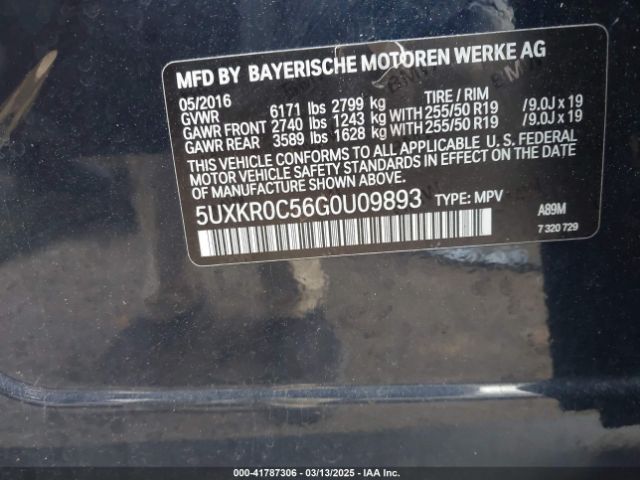 MFD BY BAYERISCHE MOTOREN WERKE AG
05/2016 TIRE / RIM
GVWR 6171 lbs 2799 kg
GAWR FRONT 2740 lbs 1243 kg WITH 255/50 R19 /9.0J x 19
GAWR REAR 3589 lbs 1628 kg WITH 255/50 R19 /9.0J x 19
THIS VEHICLE CONFORMS TO ALL APPLICABLE U.S. FEDERAL
MOTOR VEHICLE SAFETY STANDARDS IN EFFECT ON THE DATE
OF MANUFACTURE SHOWN ABOVE.
5UXKR0C56G0U09893 TYPE: MPV A89M
7 320 729
© - 41787306 - 03/13/2025 - IAA Inc.